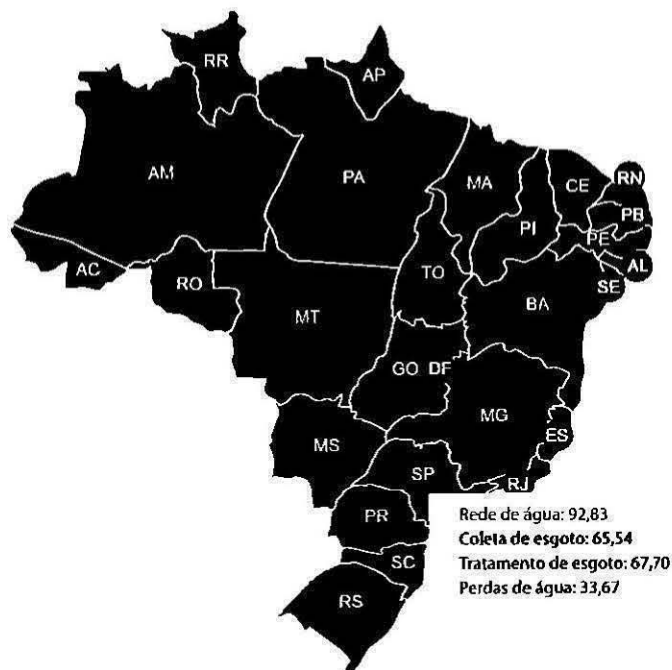 RR
AP
AM
PA
MA
CE
RN
PI
PB
PE
AC
RO
TO
AL
SE
MT
BA
GO DF
MG
ES
MS
SP
RJ
PR
SC
RS
Rede de água: 92,83
Coleta de esgoto: 65,54
Tratamento de esgoto: 67,70
Perdas de água: 33,67